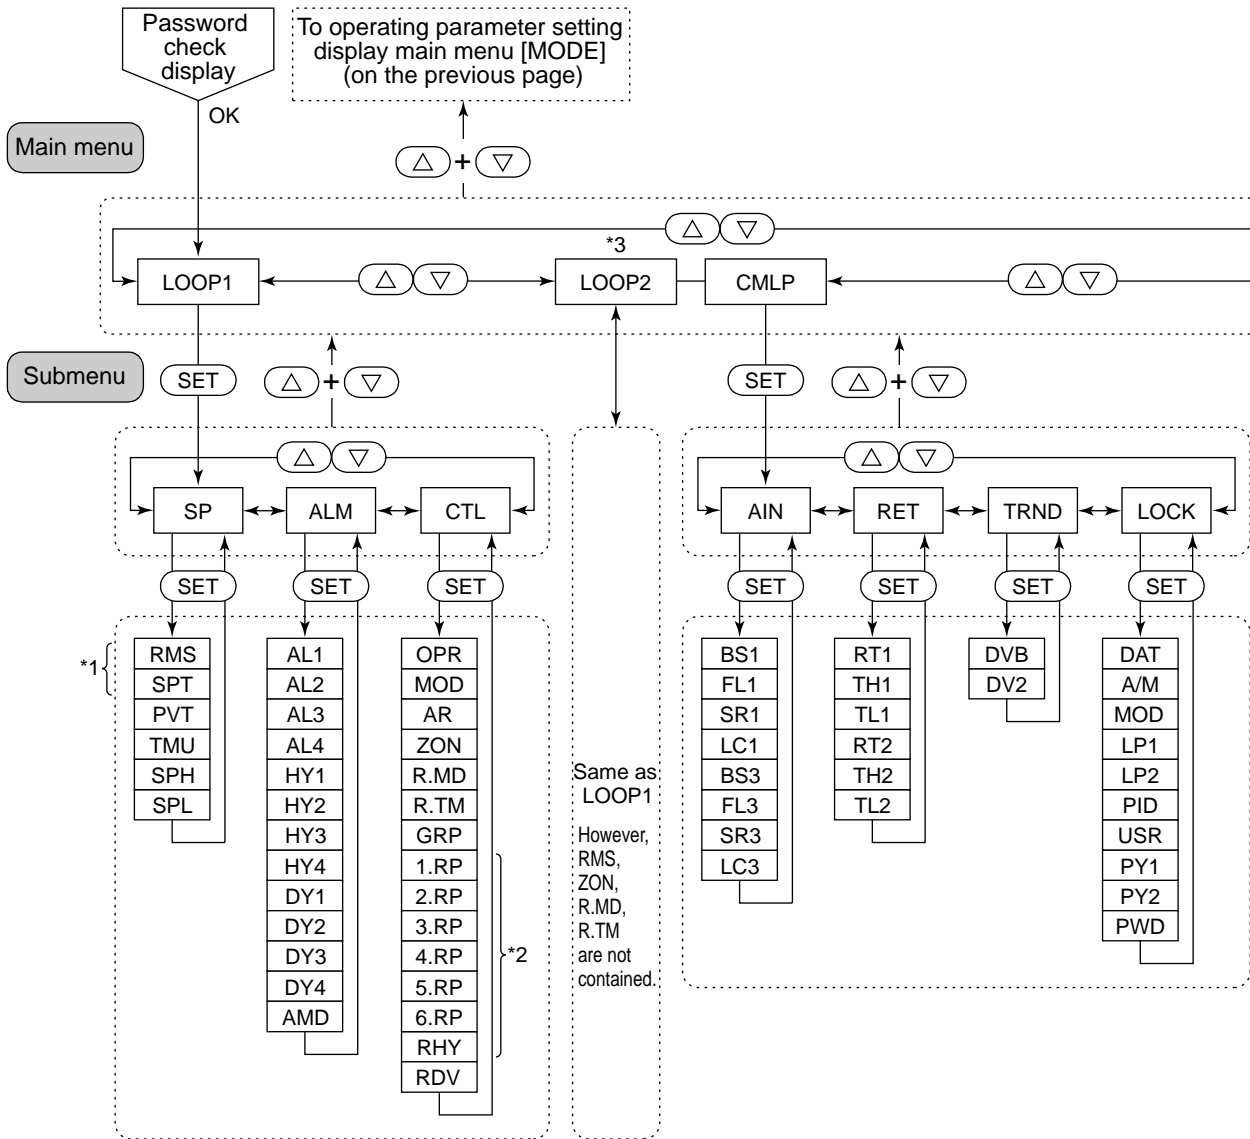 Password
check
display
To operating parameter setting
display main menu [MODE]
(on the previous page)
OK
Main menu
+
*3
LOOP1
LOOP2
CMLP
Submenu
SET
+
SET
+
SP
ALM
CTL
AIN
RET
TRND
LOCK
SET
SET
SET
SET
SET
SET
SET
*1
RMS
SPT
PVT
TMU
SPH
SPL
AL1
AL2
AL3
AL4
HY1
HY2
HY3
HY4
DY1
DY2
DY3
DY4
AMD
OPR
MOD
AR
ZON
R.MD
R.TM
GRP
1.RP
2.RP
3.RP
4.RP
5.RP
6.RP
RHY
RDV
*2
Same as
LOOP1
However,
RMS,
ZON,
R.MD,
R.TM
are not
contained.
BS1
FL1
SR1
LC1
BS3
FL3
SR3
LC3
RT1
TH1
TL1
RT2
TH2
TL2
DVB
DV2
DAT
A/M
MOD
LP1
LP2
PID
USR
PY1
PY2
PWD